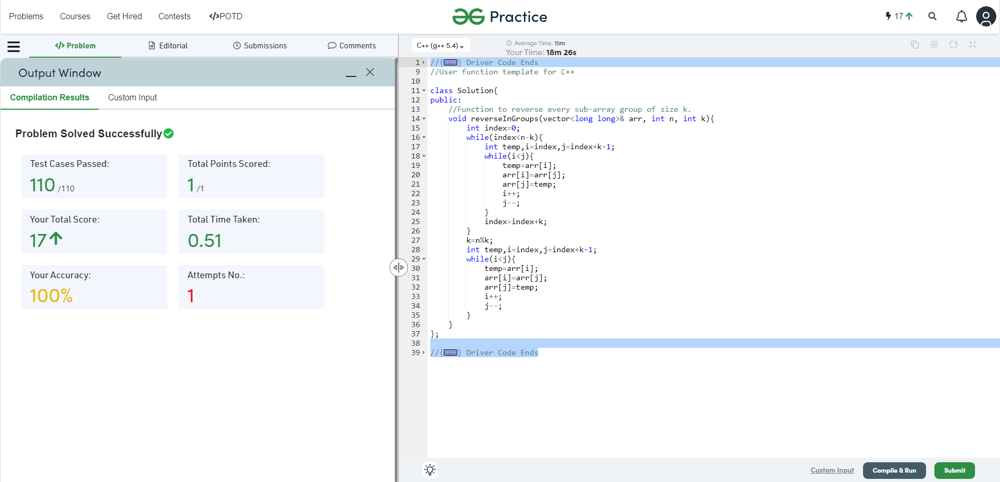 Problems Courses Get Hired Contests </>POTD
Practice
17
</> Problem Editorial Submissions Comments
Output Window
Compilation Results Custom Input
Problem Solved Successfully
Test Cases Passed:
110 /110
Total Points Scored:
1 /1
Your Total Score:
17
Total Time Taken:
0.51
Your Accuracy:
100%
Attempts No.:
1
C++ (g++ 5.4)
Average Time: 15m
Your Time: 18m 26s
1 //{} Driver Code Ends
9 //User function template for C++
10
11 class Solution{
12 public:
13     //Function to reverse every sub-array group of size k.
14     void reverseInGroups(vector<long long>& arr, int n, int k){
15         int index=0;
16         while(index<n-k){
17             int temp,i=index,j=index+k-1;
18             while(i<j){
19                 temp=arr[i];
20                 arr[i]=arr[j];
21                 arr[j]=temp;
22                 i++;
23                 j--;
24             }
25             index=index+k;
26         }
27         k=n%k;
28         int temp,i=index,j=index+k-1;
29         while(i<j){
30             temp=arr[i];
31             arr[i]=arr[j];
32             arr[j]=temp;
33             i++;
34             j--;
35         }
36     }
37 };
38
39 //{} Driver Code Ends
Custom Input Compile & Run Submit